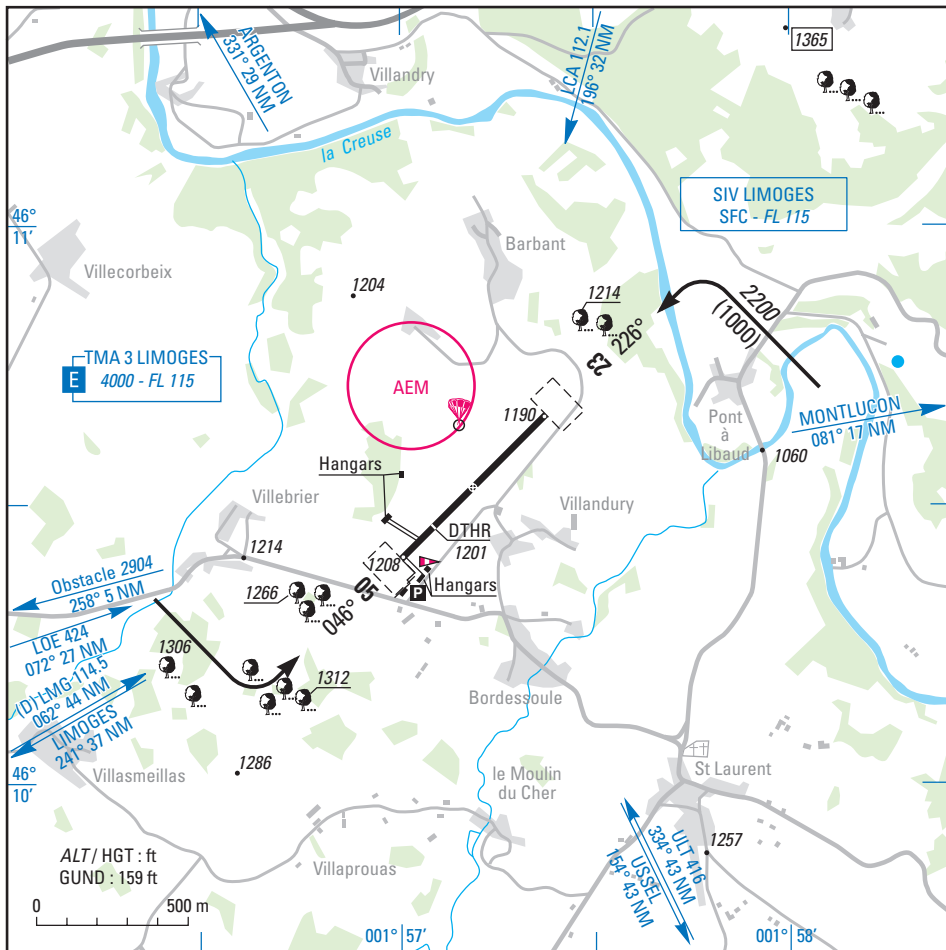 ARGENTON
331° 29 NM
Villandry
LCA 112.1
196° 32 NM
1365
la Creuse
SIV LIMOGES
SFC - FL 115
46°
11'
Villecorbeix
Barbant
1204
1214
2200
(1000)
226°
23
TMA 3 LIMOGES
E
4000 - FL 115
AEM
1190
Pont
à
Libaud
MONTLUCON
081° 17 NM
1060
Hangars
Villebrier
Villandury
DTHR
1201
1214
1208
Hangars
P
05
046°
Obstacle 2904
258° 5 NM
1266
LOE 424
072° 27 NM
1306
(D) LMG 114.5
062° 44 NM
LIMOGES
241° 37 NM
1312
Bordessoule
Villasmeillas
1286
46°
10'
le Moulin
du Cher
St Laurent
ULT 416
334° 43 NM
USSEL
154° 43 NM
1257
Villaprouas
ALT / HGT : ft
GUND : 159 ft
0 500 m
001° 57'
001° 58'